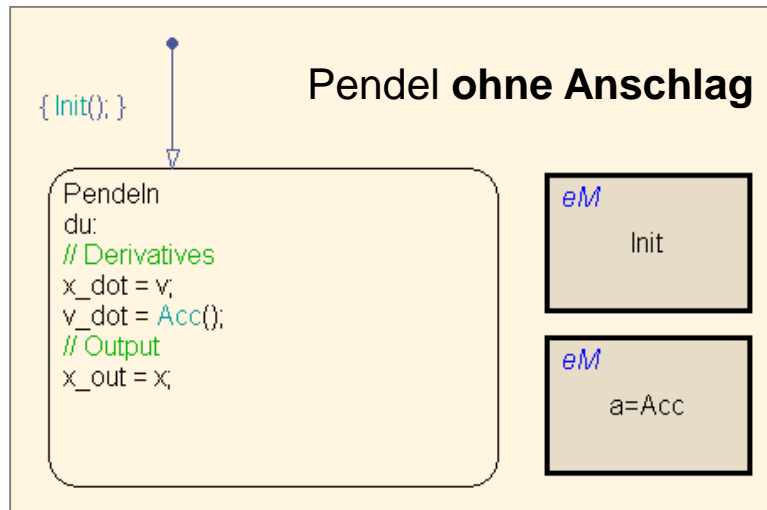 Pendel ohne Anschlag
{ Init(); }
Pendeln
du:
// Derivatives
x_dot = v;
v_dot = Acc();
// Output
x_out = x;
eM
Init
eM
a=Acc